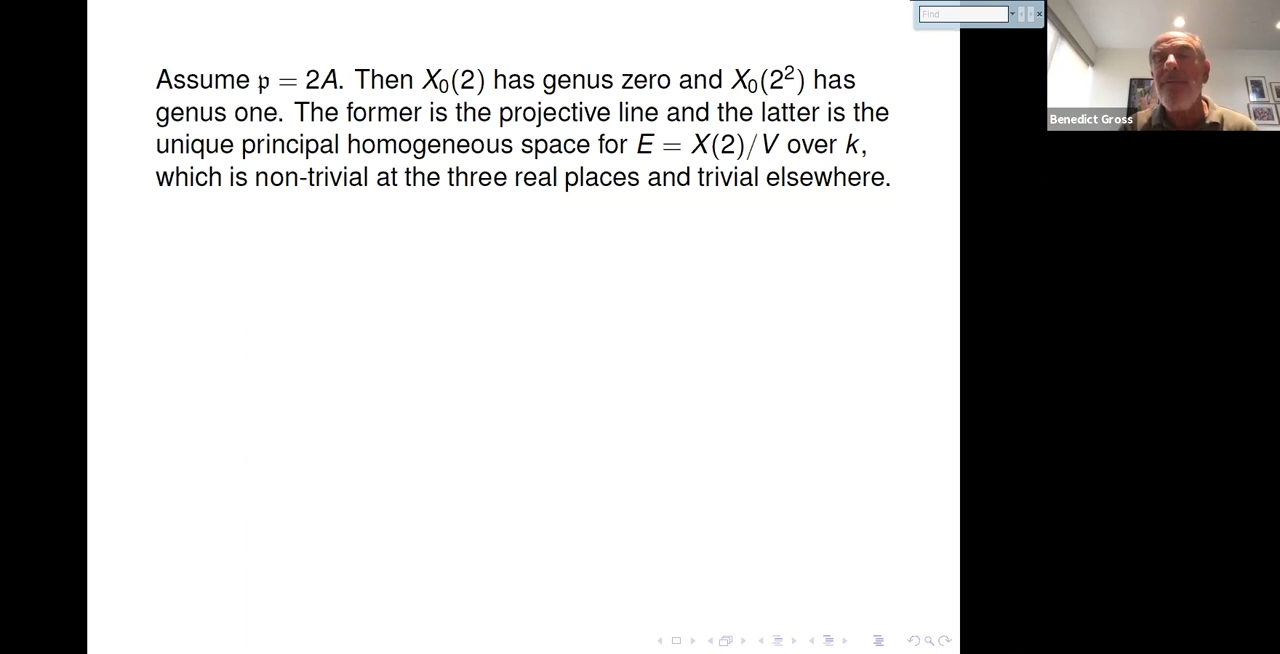 Find
Assume 𝔭 = 2A. Then X₀(2) has genus zero and X₀(2²) has
genus one. The former is the projective line and the latter is the
unique principal homogeneous space for E = X(2)/V over k,
which is non-trivial at the three real places and trivial elsewhere.
Benedict Gross